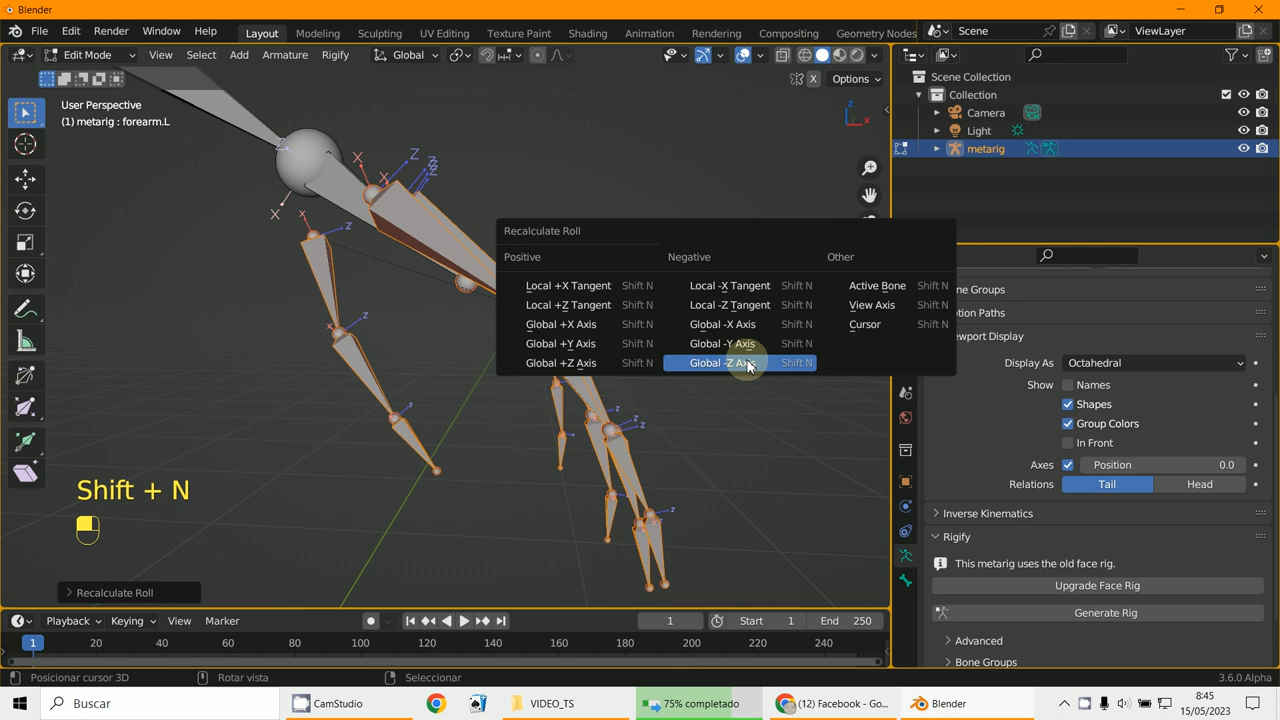 Blender
File Edit Render Window Help Layout Modeling Sculpting UV Editing Texture Paint Shading Animation Rendering Compositing Geometry Nodes Scene ViewLayer
Edit Mode View Select Add Armature Rigify Global
X Options
User Perspective
(1) metarig : forearm.L
Scene Collection
Collection
Camera
Light
metarig
Recalculate Roll
Positive Negative Other
Local +X Tangent Shift N Local -X Tangent Shift N Active Bone Shift N
Local +Z Tangent Shift N Local -Z Tangent Shift N View Axis Shift N
Global +X Axis Shift N Global -X Axis Shift N Cursor Shift N
Global +Y Axis Shift N Global -Y Axis Shift N
Global +Z Axis Shift N Global -Z Axis Shift N
ne Groups
otion Paths
ewport Display
Display As Octahedral
Show Names
Shapes
Group Colors
In Front
Axes Position 0.0
Relations Tail Head
Inverse Kinematics
Rigify
This metarig uses the old face rig.
Upgrade Face Rig
Generate Rig
Advanced
Bone Groups
Shift + N
Recalculate Roll
Playback Keying View Marker 1 Start 1 End 250
1 20 40 60 80 100 120 140 160 180 200 220 240
Posicionar cursor 3D Rotar vista Seleccionar 3.6.0 Alpha
Buscar CamStudio VIDEO_TS 75% completado (12) Facebook - Go... Blender 8:45
15/05/2023